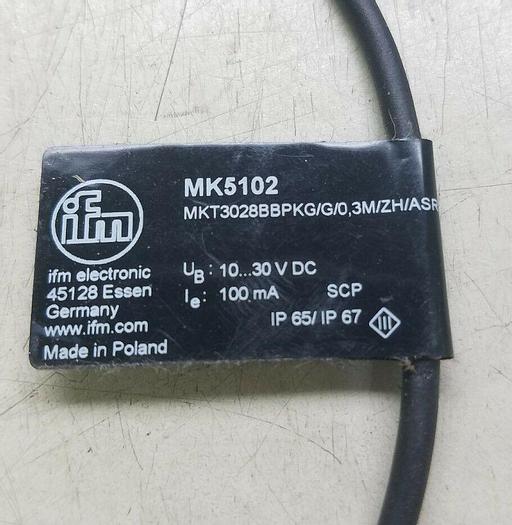 ifm
ifm electronic
45128 Essen
Germany
www.ifm.com
Made in Poland
MK5102
MKT3028BBPKG/G/0,3M/ZH/ASR
UB: 10...30 V DC
Ie: 100 mA SCP
IP 65/ IP 67 III